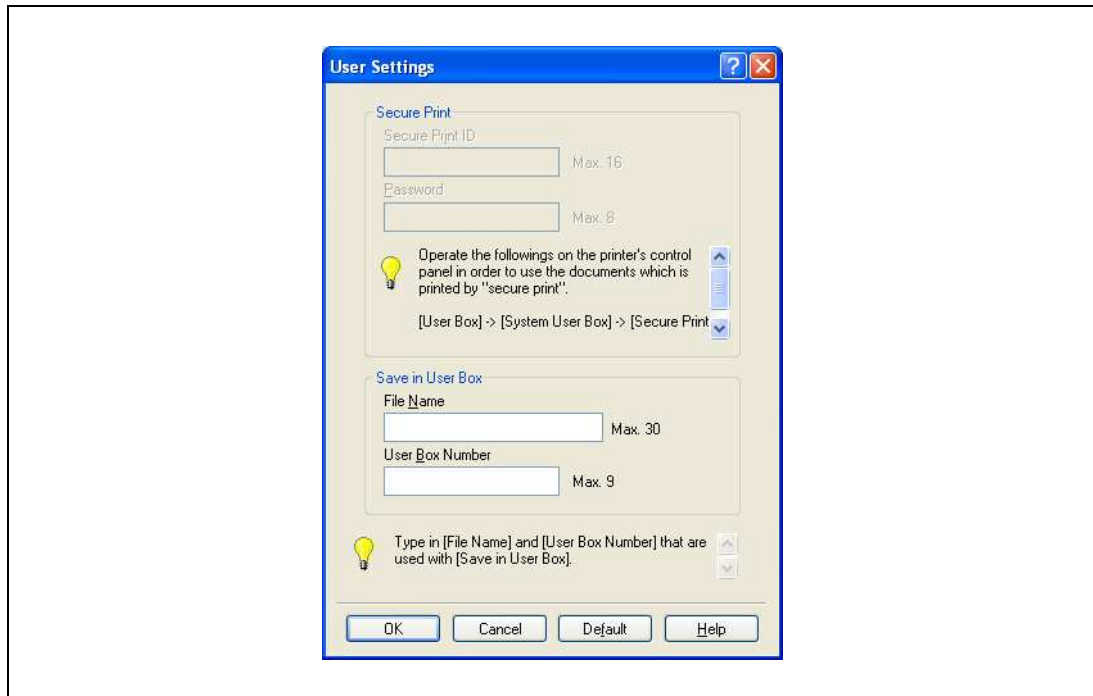 User Settings
Secure Print
Secure Print ID
Max. 16
Password
Max. 8
Operate the followings on the printer's control
panel in order to use the documents which is
printed by "secure print".
[User Box] -> [System User Box] -> [Secure Print
Save in User Box
File Name
Max. 30
User Box Number
Max. 9
Type in [File Name] and [User Box Number] that are
used with [Save in User Box].
OK
Cancel
Default
Help